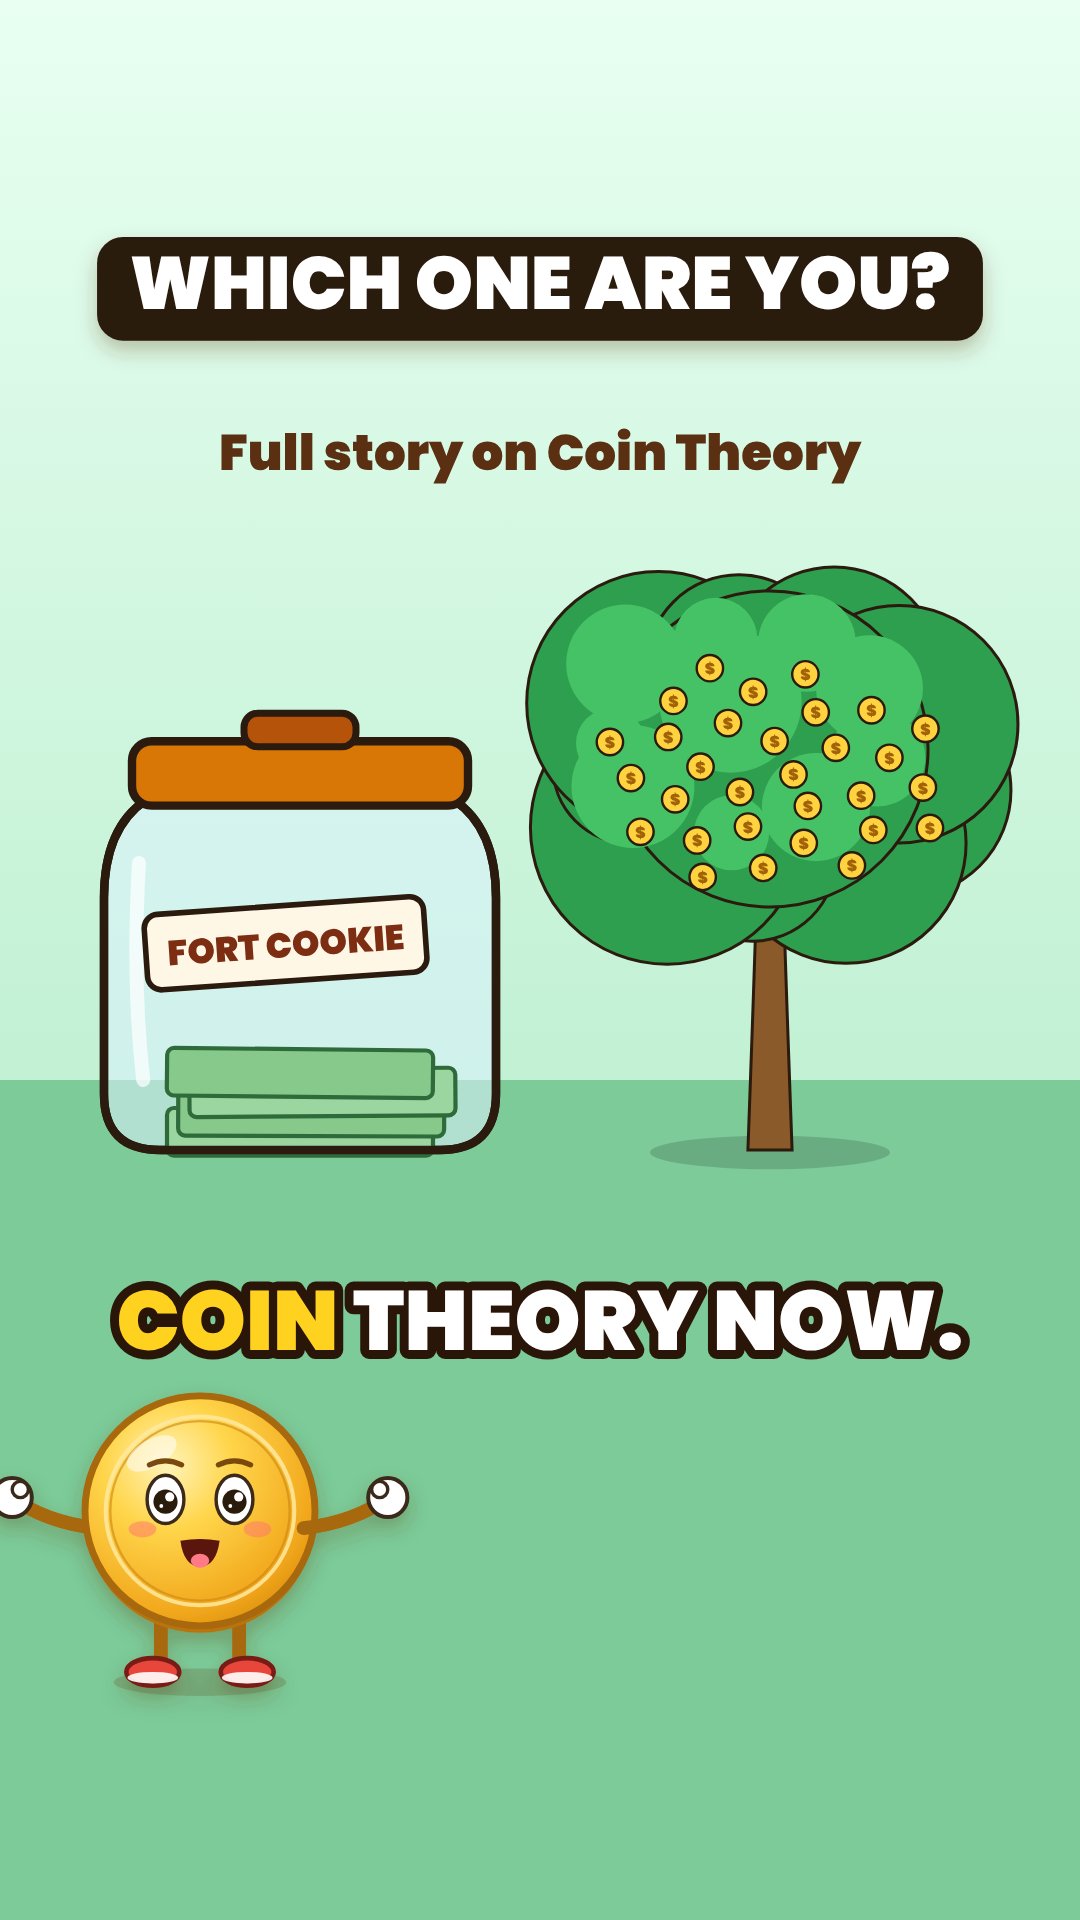 WHICH ONE ARE YOU?
Full story on Coin Theory
FORT COOKIE
$ $ $ $ $ $ $ $ $ $ $ $ $ $ $ $ $ $ $ $ $ $ $ $ $ $ $ $ $ $
COIN THEORY NOW.